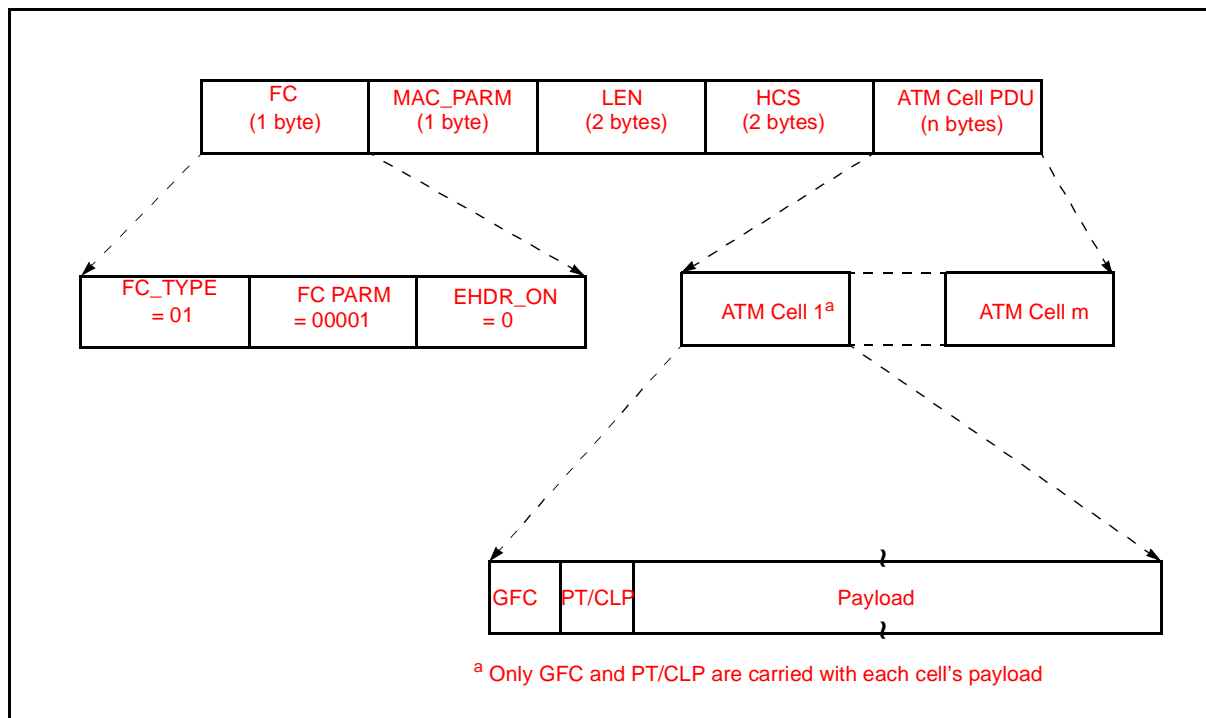 FC
(1 byte)
MAC_PARM
(1 byte)
LEN
(2 bytes)
HCS
(2 bytes)
ATM Cell PDU
(n bytes)
FC_TYPE
= 01
FC PARM
= 00001
EHDR_ON
= 0
ATM Cell 1a
ATM Cell m
GFC
PT/CLP
Payload
a Only GFC and PT/CLP are carried with each cell’s payload